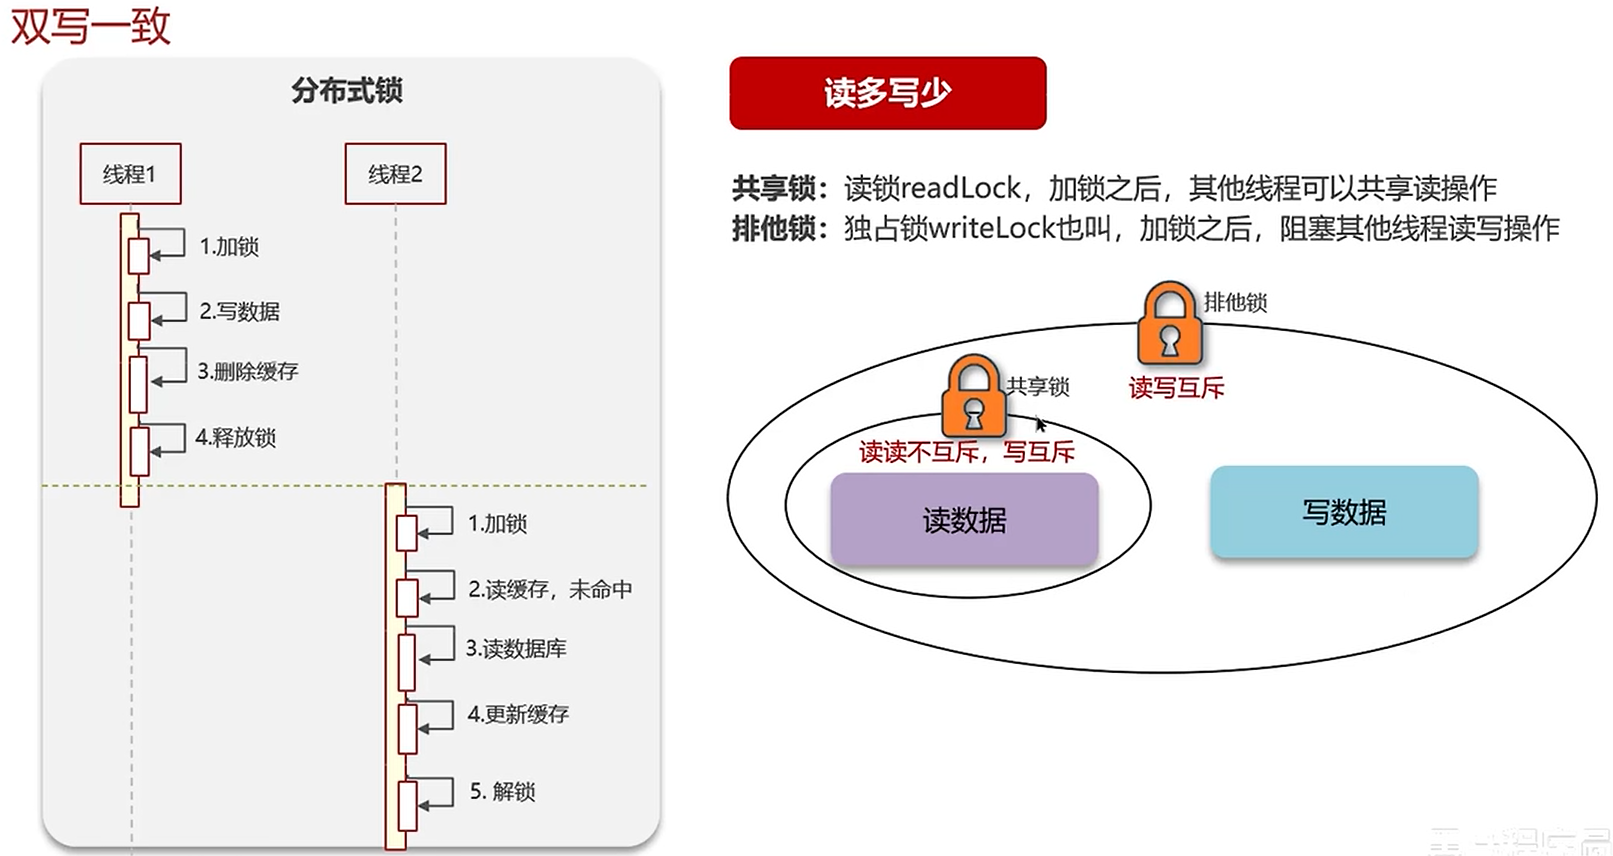 双写一致
分布式锁
线程1
线程2
1.加锁
2.写数据
3.删除缓存
4.释放锁
1.加锁
2.读缓存，未命中
3.读数据库
4.更新缓存
5. 解锁
读多写少
共享锁：读锁readLock，加锁之后，其他线程可以共享读操作
排他锁：独占锁writeLock也叫，加锁之后，阻塞其他线程读写操作
排他锁
读写互斥
共享锁
读读不互斥，写互斥
读数据
写数据